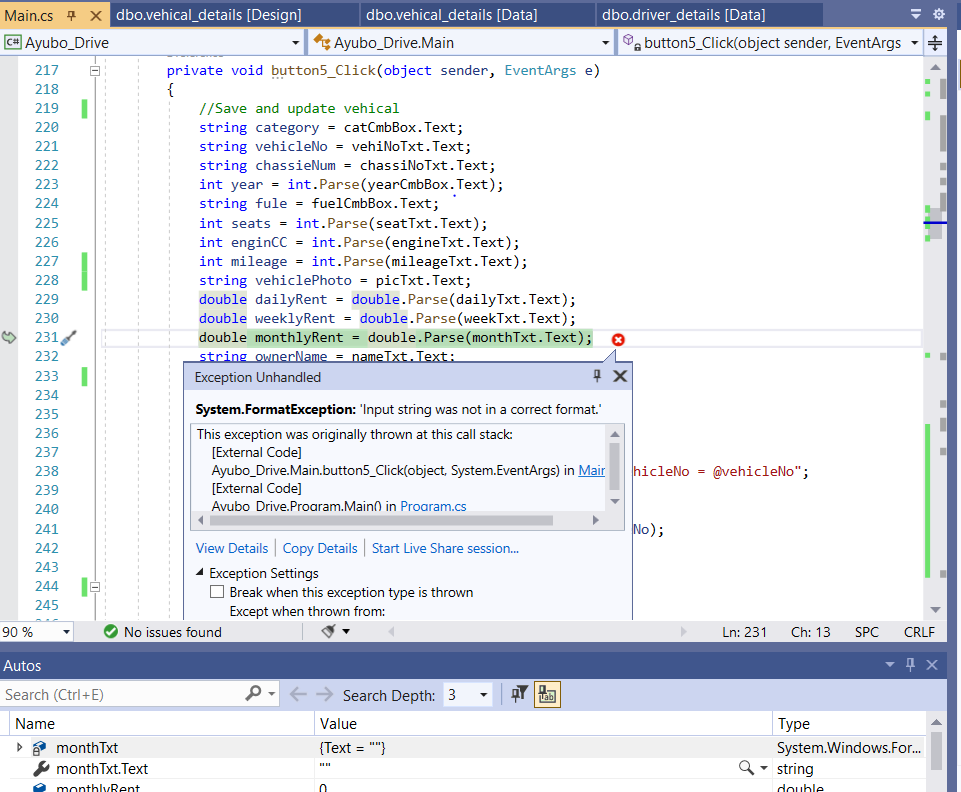 Main.cs
dbo.vehical_details [Design]
dbo.vehical_details [Data]
dbo.driver_details [Data]
C# Ayubo_Drive
Ayubo_Drive.Main
button5_Click(object sender, EventArgs
217 private void button5_Click(object sender, EventArgs e)
218 {
219 //Save and update vehical
220 string category = catCmbBox.Text;
221 string vehicleNo = vehiNoTxt.Text;
222 string chassieNum = chassiNoTxt.Text;
223 int year = int.Parse(yearCmbBox.Text);
224 string fule = fuelCmbBox.Text;
225 int seats = int.Parse(seatTxt.Text);
226 int enginCC = int.Parse(engineTxt.Text);
227 int mileage = int.Parse(mileageTxt.Text);
228 string vehiclePhoto = picTxt.Text;
229 double dailyRent = double.Parse(dailyTxt.Text);
230 double weeklyRent = double.Parse(weekTxt.Text);
231 double monthlyRent = double.Parse(monthTxt.Text);
232 string ownerName = nameTxt.Text;
233
234
235
236
237
238 hicleNo = @vehicleNo";
239
240
241 No);
242
243
244
245
Exception Unhandled
System.FormatException: 'Input string was not in a correct format.'
This exception was originally thrown at this call stack:
[External Code]
Ayubo_Drive.Main.button5_Click(object, System.EventArgs) in Main
[External Code]
Ayubo_Drive.Program.Main() in Program.cs
View Details | Copy Details | Start Live Share session...
Exception Settings
Break when this exception type is thrown
Except when thrown from:
90 %
No issues found
Ln: 231 Ch: 13 SPC CRLF
Autos
Search (Ctrl+E)
Search Depth: 3
Name Value Type
monthTxt {Text = ""} System.Windows.For...
monthTxt.Text "" string
monthlyRent 0 double